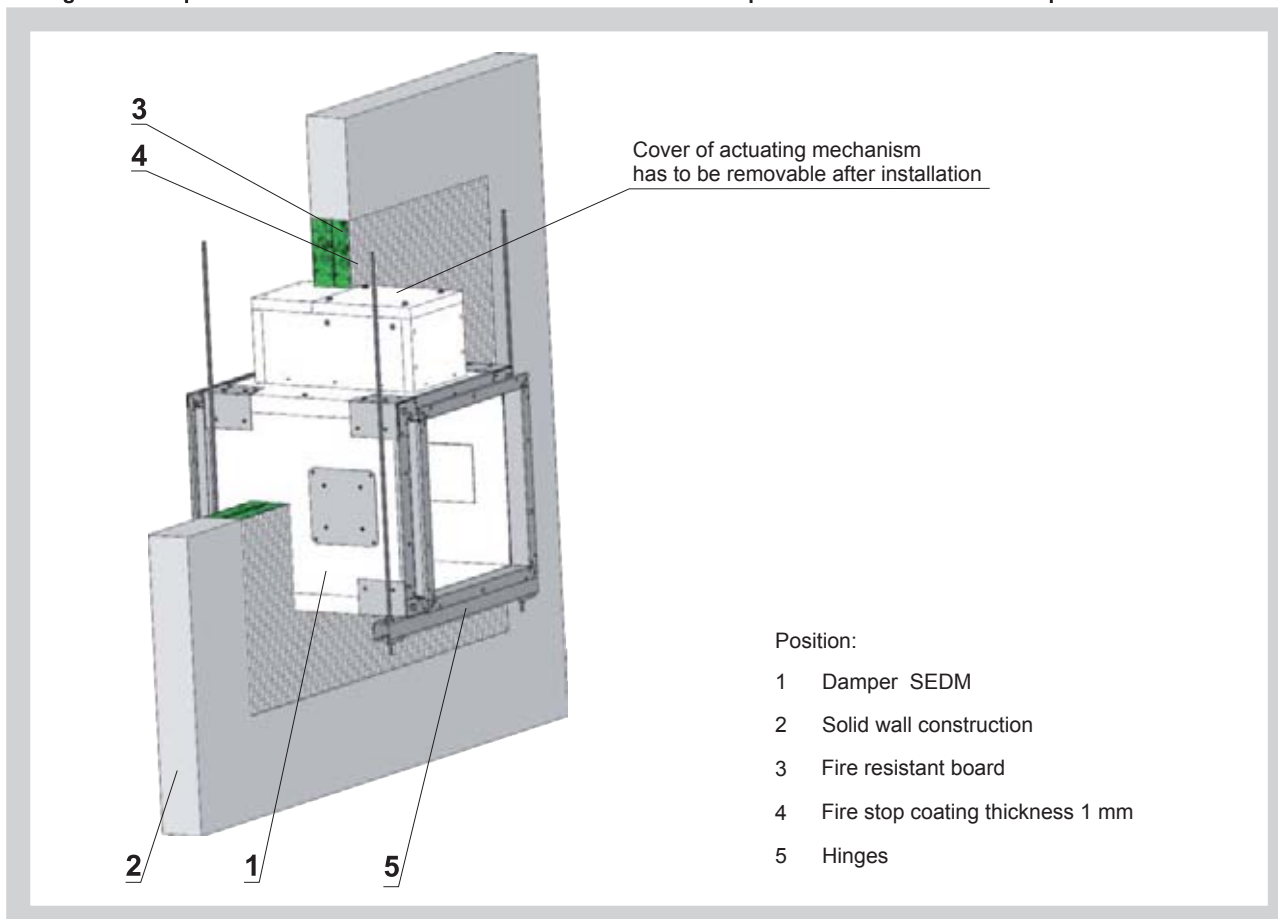 3
4
Cover of actuating mechanism
has to be removable after installation
2
1
5
Position:
1 Damper SEDM
2 Solid wall construction
3 Fire resistant board
4 Fire stop coating thickness 1 mm
5 Hinges